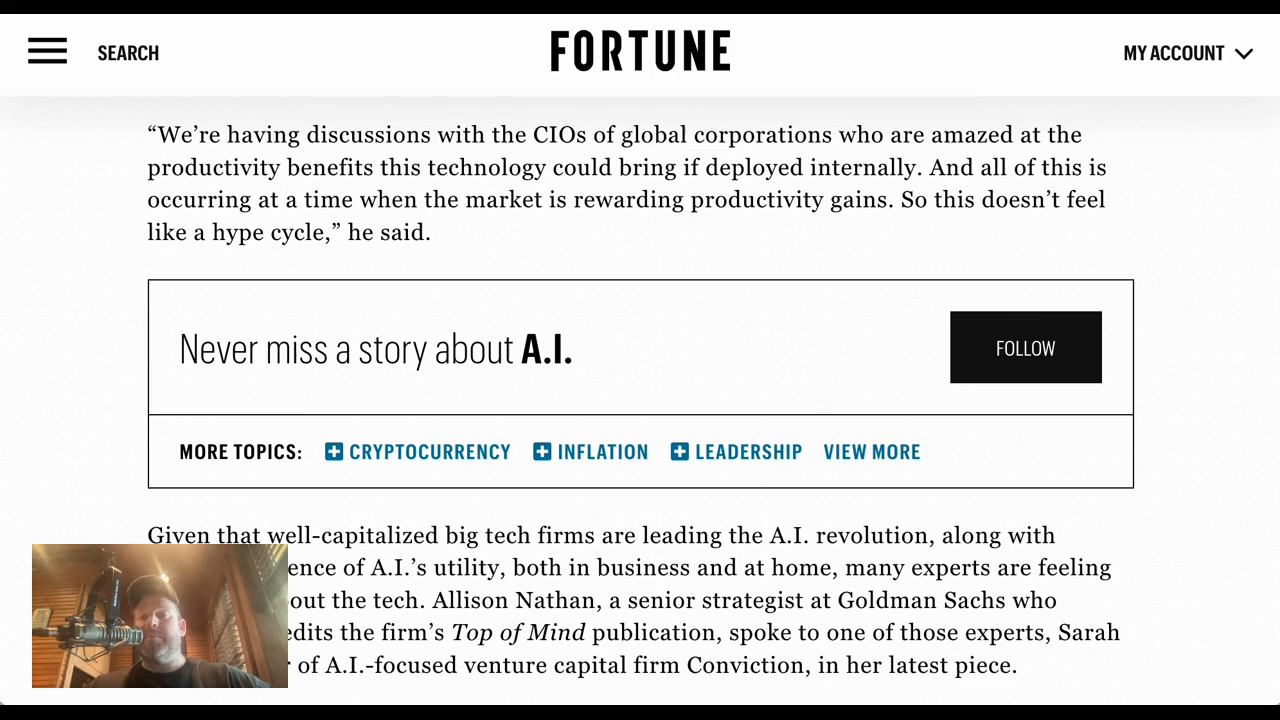 SEARCH
FORTUNE
MY ACCOUNT
“We’re having discussions with the CIOs of global corporations who are amazed at the
productivity benefits this technology could bring if deployed internally. And all of this is
occurring at a time when the market is rewarding productivity gains. So this doesn’t feel
like a hype cycle,” he said.
Never miss a story about A.I.
FOLLOW
MORE TOPICS: CRYPTOCURRENCY INFLATION LEADERSHIP VIEW MORE
Given that well-capitalized big tech firms are leading the A.I. revolution, along with
of A.I.’s utility, both in business and at home, many experts are feeling
the tech. Allison Nathan, a senior strategist at Goldman Sachs who
the firm’s Top of Mind publication, spoke to one of those experts, Sarah
of A.I.-focused venture capital firm Conviction, in her latest piece.